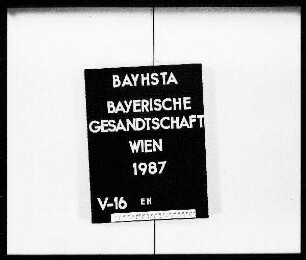 BAYHSTA
BAYERISCHE
GESANDTSCHAFT
WIEN
1987
V-16 EH